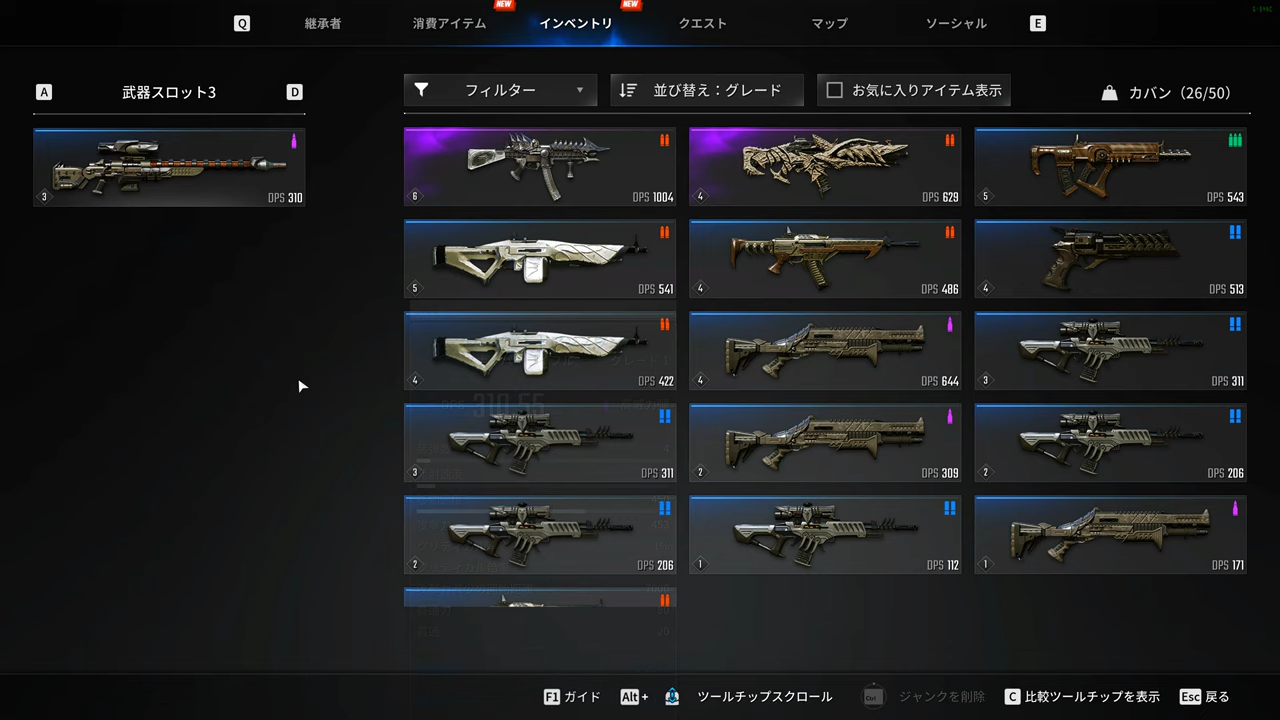 NEW NEW
Q 継承者 消費アイテム インベントリ クエスト マップ ソーシャル E
A 武器スロット3 D
フィルター 並び替え：グレード お気に入りアイテム表示 カバン（26/50）
3 DPS 310
6 DPS 1004 4 DPS 629 5 DPS 543
5 DPS 541 4 DPS 486 4 DPS 513
4 DPS 422 4 DPS 644 3 DPS 311
3 DPS 311 2 DPS 309 2 DPS 206
2 DPS 206 1 DPS 112 1 DPS 171
F1 ガイド Alt + ツールチップスクロール Ctrl ジャンクを削除 C 比較ツールチップを表示 Esc 戻る